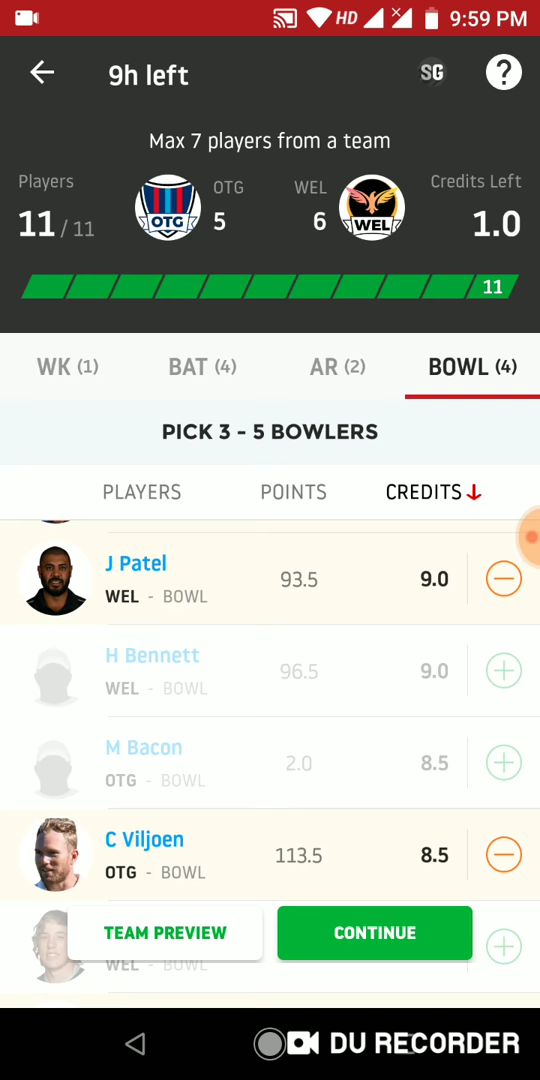 HD 9:59 PM
9h left SG ?
Max 7 players from a team
Players OTG WEL Credits Left
11 / 11 OTG 5 6 WEL 1.0
11
WK (1) BAT (4) AR (2) BOWL (4)
PICK 3 - 5 BOWLERS
PLAYERS POINTS CREDITS
J Patel 93.5 9.0
WEL - BOWL
H Bennett 96.5 9.0
WEL - BOWL
M Bacon 2.0 8.5
OTG - BOWL
C Viljoen 113.5 8.5
OTG - BOWL
TEAM PREVIEW CONTINUE
WEL - BOWL
DU RECORDER